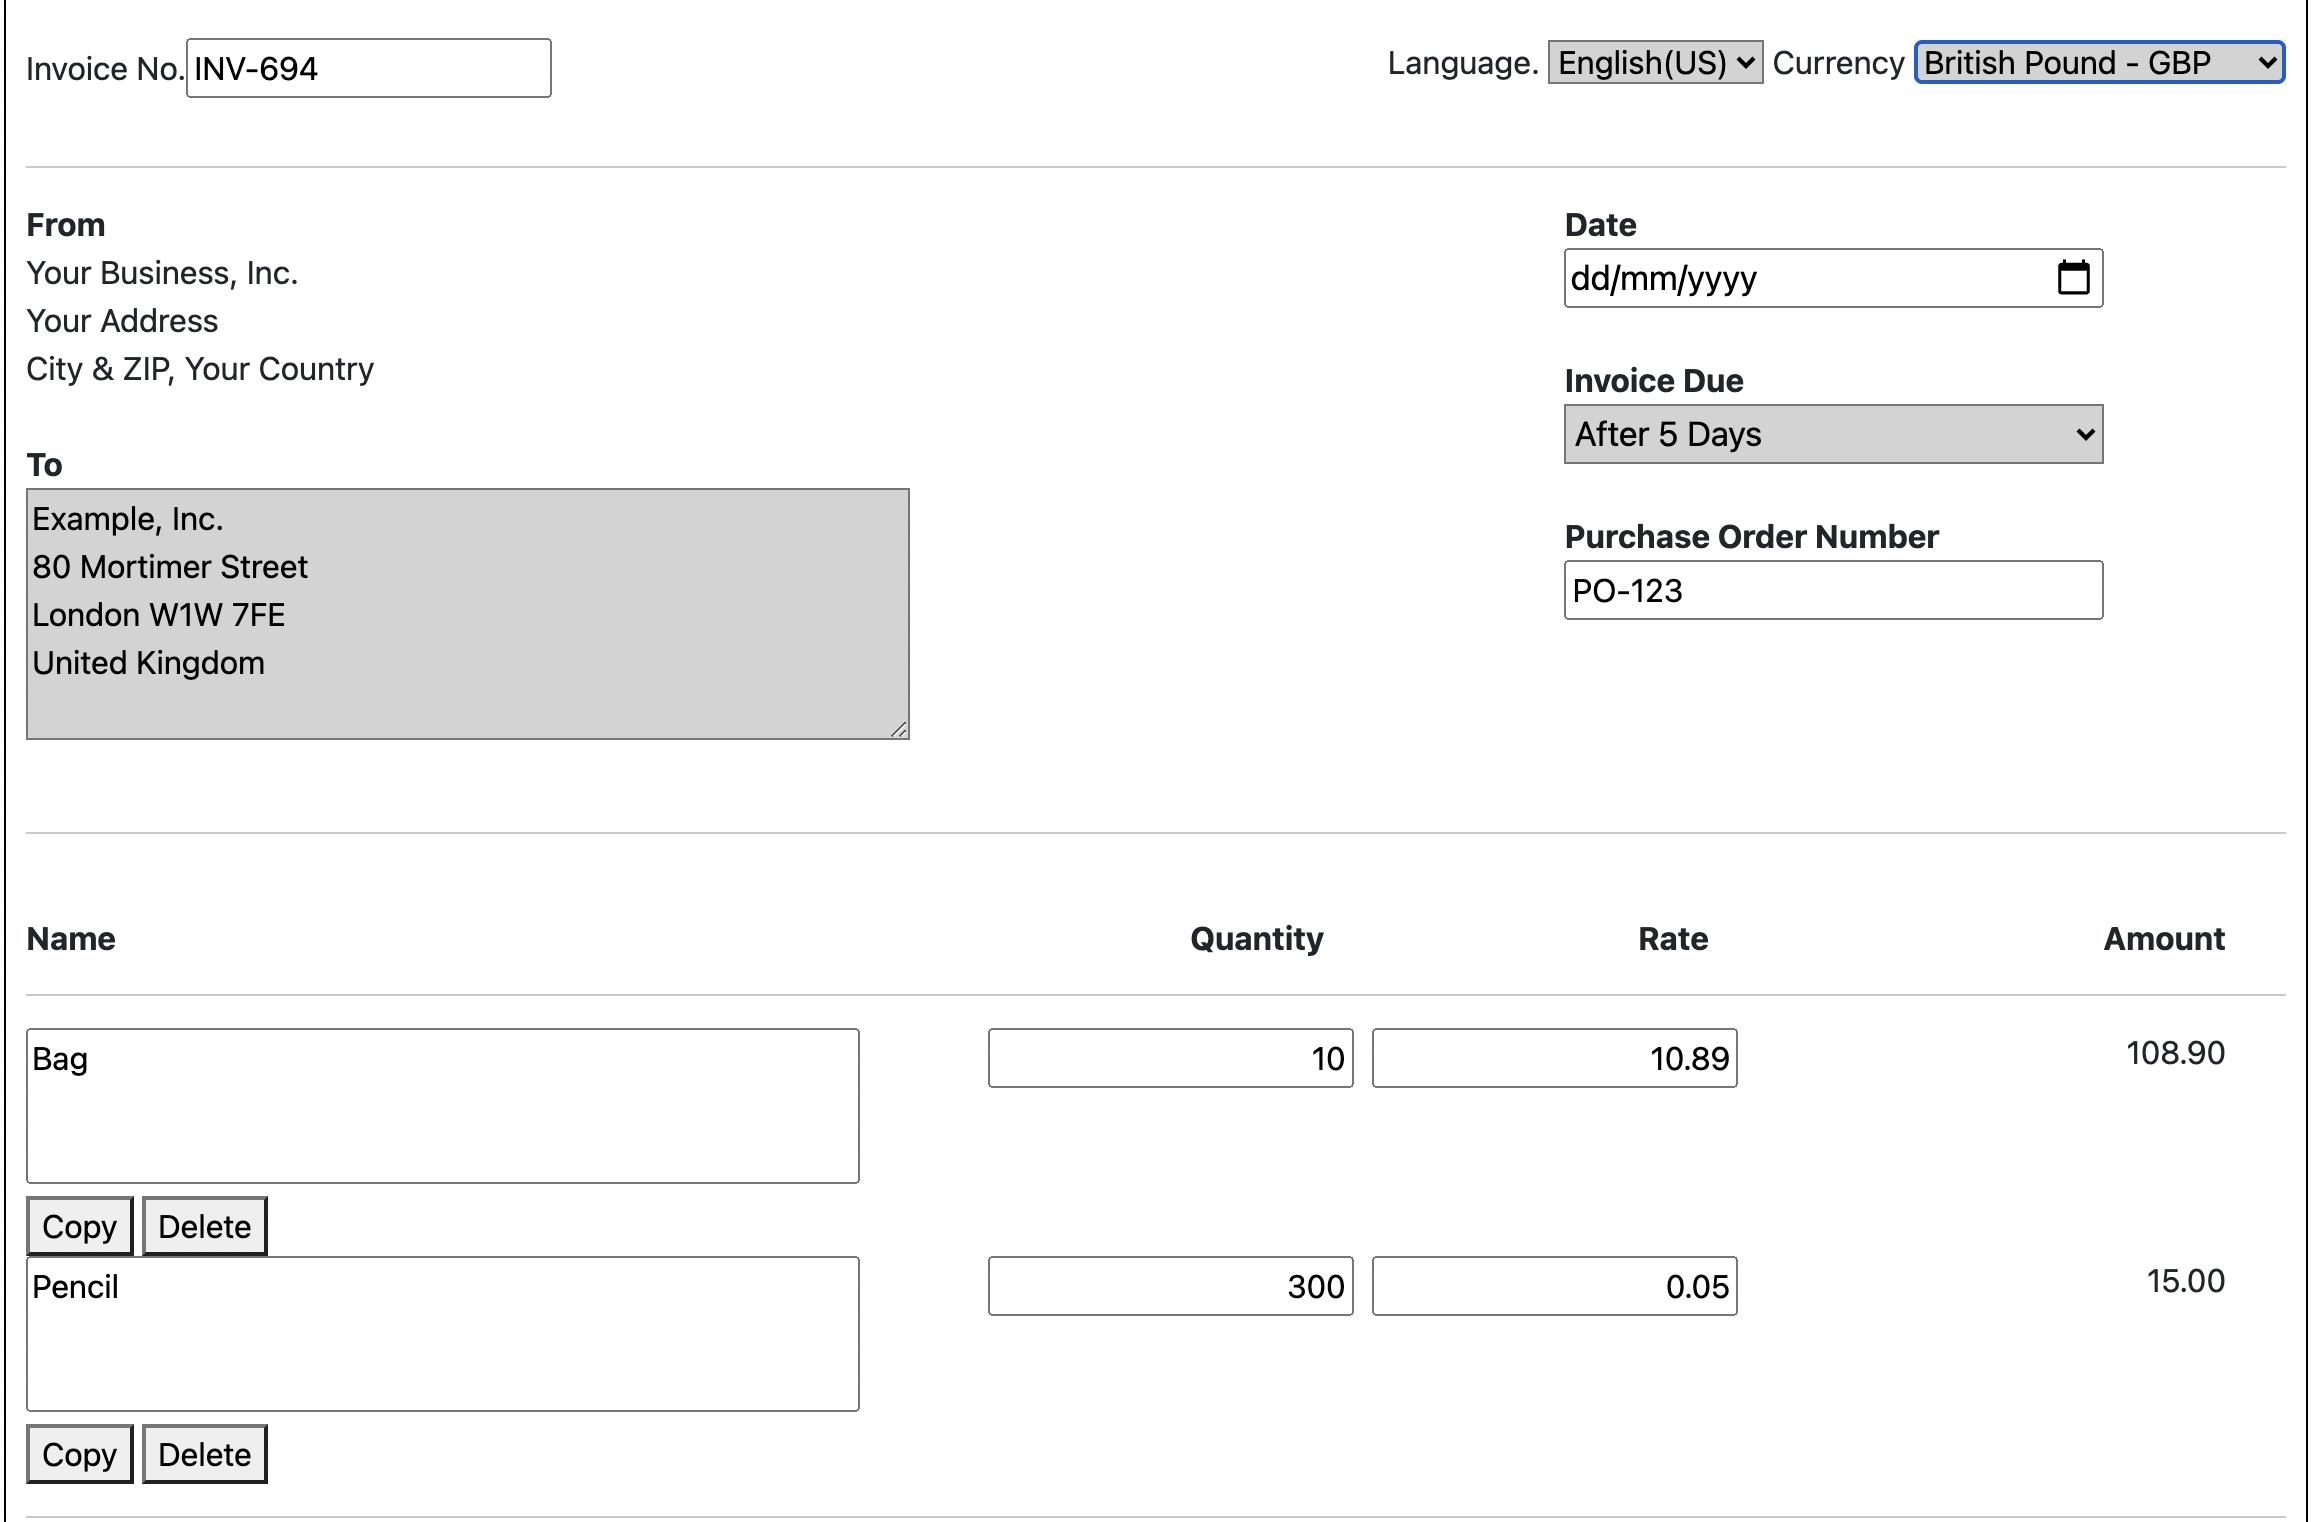 Invoice No. INV-694 Language. English(US) Currency British Pound - GBP
From
Your Business, Inc.
Your Address
City & ZIP, Your Country
To
Example, Inc.
80 Mortimer Street
London W1W 7FE
United Kingdom
Date
dd/mm/yyyy
Invoice Due
After 5 Days
Purchase Order Number
PO-123
Name Quantity Rate Amount
Bag 10 10.89 108.90
Copy Delete
Pencil 300 0.05 15.00
Copy Delete